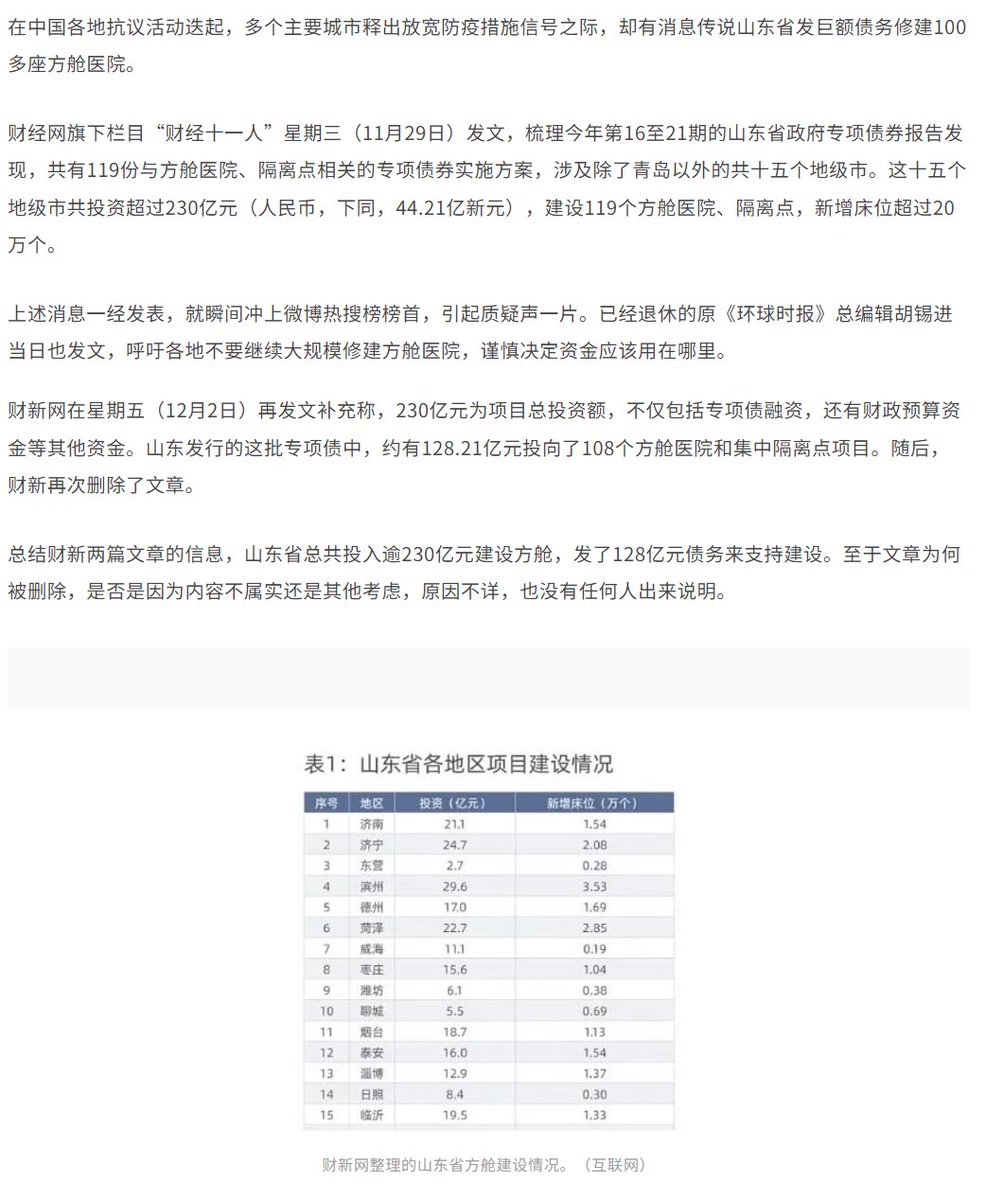 在中国各地抗议活动迭起，多个主要城市释出放宽防疫措施信号之际，却有消息传说山东省发巨额债务修建100
多座方舱医院。
财经网旗下栏目“财经十一人”星期三（11月29日）发文，梳理今年第16至21期的山东省政府专项债券报告发
现，共有119份与方舱医院、隔离点相关的专项债券实施方案，涉及除了青岛以外的共十五个地级市。这十五个
地级市共投资超过230亿元（人民币，下同，44.21亿新元），建设119个方舱医院、隔离点，新增床位超过20
万个。
上述消息一经发表，就瞬间冲上微博热搜榜榜首，引起质疑声一片。已经退休的原《环球时报》总编辑胡锡进
当日也发文，呼吁各地不要继续大规模修建方舱医院，谨慎决定资金应该用在哪里。
财新网在星期五（12月2日）再发文补充称，230亿元为项目总投资额，不仅包括专项债融资，还有财政预算资
金等其他资金。山东发行的这批专项债中，约有128.21亿元投向了108个方舱医院和集中隔离点项目。随后，
财新再次删除了文章。
总结财新两篇文章的信息，山东省总共投入逾230亿元建设方舱，发了128亿元债务来支持建设。至于文章为何
被删除，是否是因为内容不属实还是其他考虑，原因不详，也没有任何人出来说明。
表1：山东省各地区项目建设情况
序号 地区 投资（亿元） 新增床位（万个）
1 济南 21.1 1.54
2 济宁 24.7 2.08
3 东营 2.7 0.28
4 滨州 29.6 3.53
5 德州 17.0 1.69
6 菏泽 22.7 2.85
7 威海 11.1 0.19
8 枣庄 15.6 1.04
9 潍坊 6.1 0.38
10 聊城 5.5 0.69
11 烟台 18.7 1.13
12 泰安 16.0 1.54
13 淄博 12.9 1.37
14 日照 8.4 0.30
15 临沂 19.5 1.33
财新网整理的山东省方舱建设情况。（互联网）